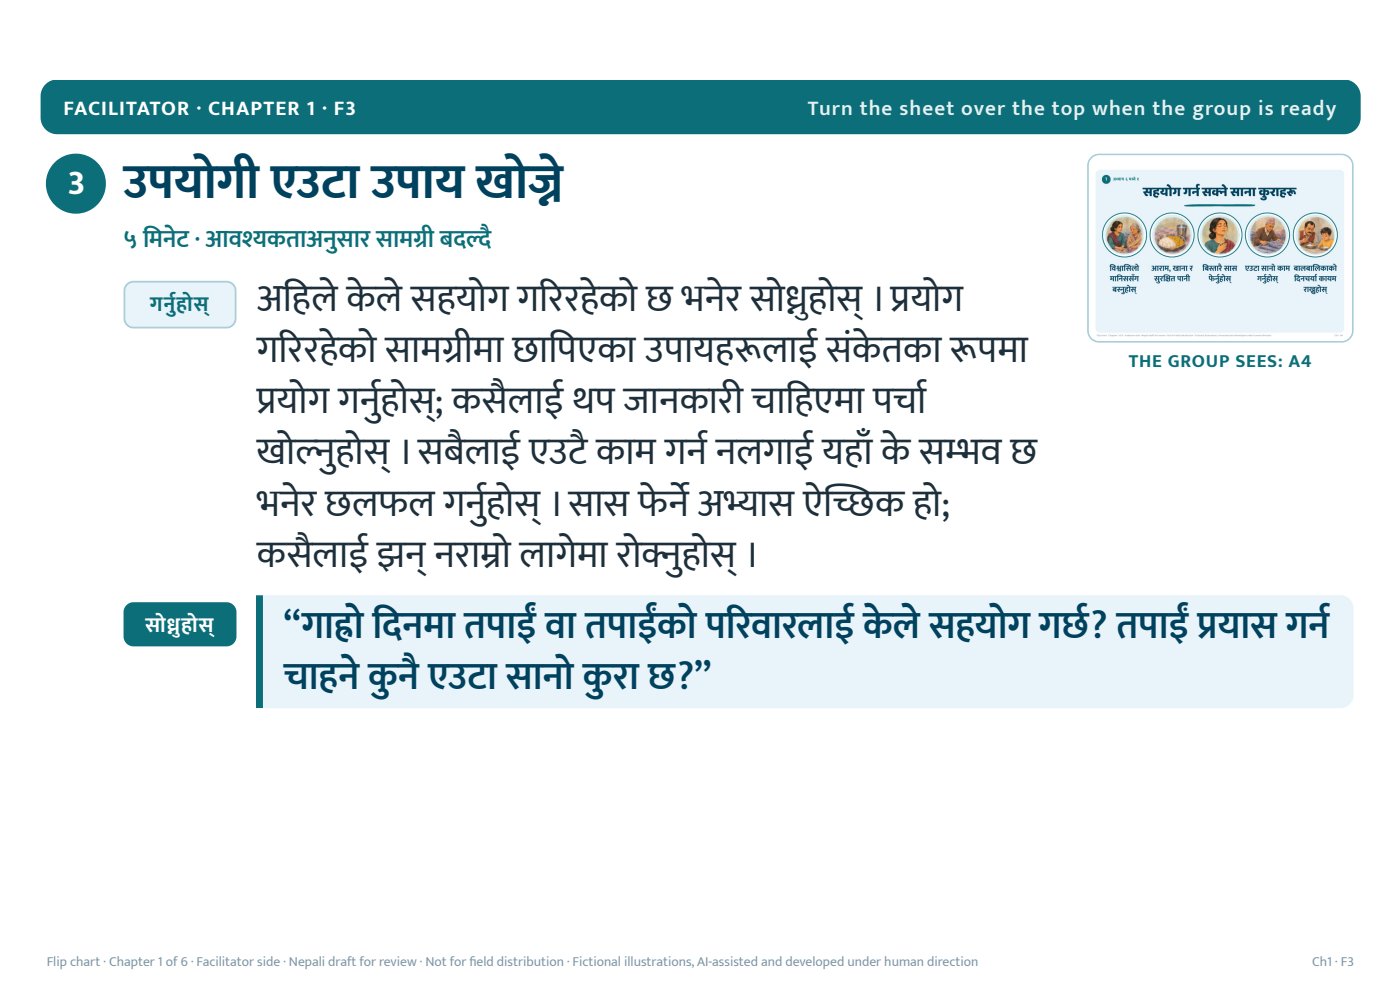 FACILITATOR · CHAPTER 1 · F3
Turn the sheet over the top when the group is ready
3
उपयोगी एउटा उपाय खोज्ने
५ मिनेट · आवश्यकताअनुसार सामग्री बदल्दै
गर्नुहोस्
अहिले केले सहयोग गरिरहेको छ भनेर सोध्नुहोस् । प्रयोग
गरिरहेको सामग्रीमा छापिएका उपायहरूलाई संकेतका रूपमा
प्रयोग गर्नुहोस्; कसैलाई थप जानकारी चाहिएमा पर्चा
खोल्नुहोस् । सबैलाई एउटै काम गर्न नलगाई यहाँ के सम्भव छ
भनेर छलफल गर्नुहोस् । सास फेर्ने अभ्यास ऐच्छिक हो;
कसैलाई झन् नराम्रो लागेमा रोक्नुहोस् ।
सोध्नुहोस्
“गाह्रो दिनमा तपाईं वा तपाईंको परिवारलाई केले सहयोग गर्छ? तपाईं प्रयास गर्न
चाहने कुनै एउटा सानो कुरा छ?”
सहयोग गर्न सक्ने साना कुराहरू
विश्वासिलो मानिससँग बस्नुहोस्
आराम, खाना र सुरक्षित पानी
बिस्तारै सास फेर्नुहोस्
एउटा सानो काम गर्नुहोस्
बालबालिकाको दिनचर्या कायम राख्नुहोस्
THE GROUP SEES: A4
Flip chart · Chapter 1 of 6 · Facilitator side · Nepali draft for review · Not for field distribution · Fictional illustrations, AI-assisted and developed under human direction
Ch1 · F3